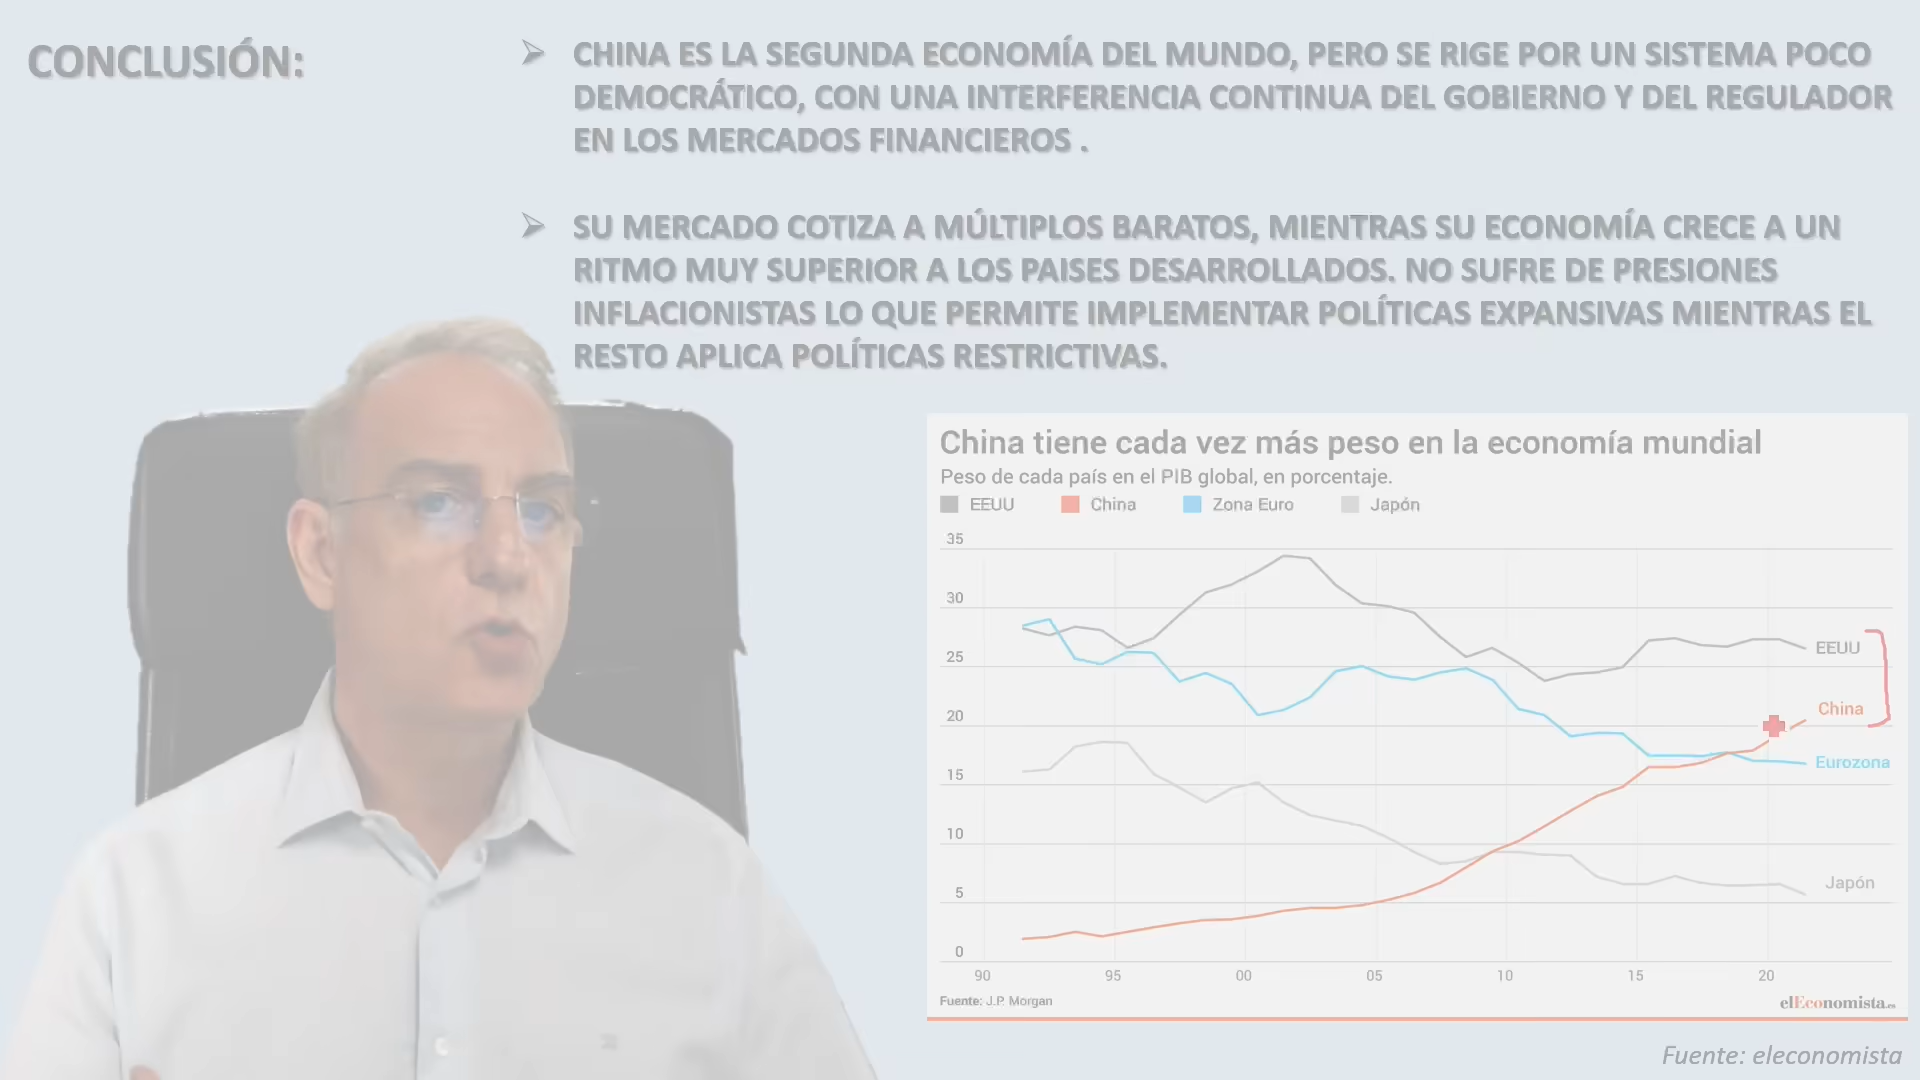 CONCLUSIÓN:
CHINA ES LA SEGUNDA ECONOMÍA DEL MUNDO, PERO SE RIGE POR UN SISTEMA POCO
DEMOCRÁTICO, CON UNA INTERFERENCIA CONTINUA DEL GOBIERNO Y DEL REGULADOR
EN LOS MERCADOS FINANCIEROS .
SU MERCADO COTIZA A MÚLTIPLOS BARATOS, MIENTRAS SU ECONOMÍA CRECE A UN
RITMO MUY SUPERIOR A LOS PAISES DESARROLLADOS. NO SUFRE DE PRESIONES
INFLACIONISTAS LO QUE PERMITE IMPLEMENTAR POLÍTICAS EXPANSIVAS MIENTRAS EL
RESTO APLICA POLÍTICAS RESTRICTIVAS.
China tiene cada vez más peso en la economía mundial
Peso de cada país en el PIB global, en porcentaje.
EEUU China Zona Euro Japón
35
30
25
20
15
10
5
0
EEUU
China
Eurozona
Japón
90 95 00 05 10 15 20
Fuente: J.P. Morgan
elEconomista.es
Fuente: eleconomista